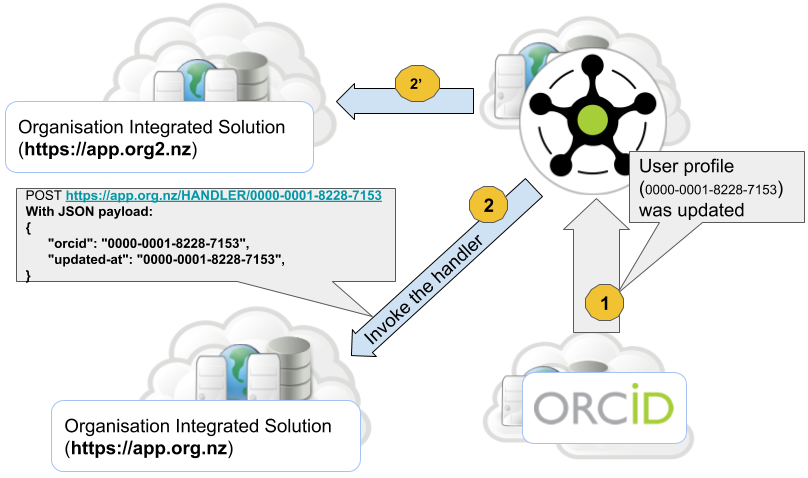 2'
Organisation Integrated Solution
(https://app.org2.nz)
User profile
(0000-0001-8228-7153)
was updated
POST https://app.org.nz/HANDLER/0000-0001-8228-7153
With JSON payload:
{
"orcid": "0000-0001-8228-7153",
"updated-at": "0000-0001-8228-7153",
}
2
Invoke the handler
1
Organisation Integrated Solution
(https://app.org.nz)
ORCiD